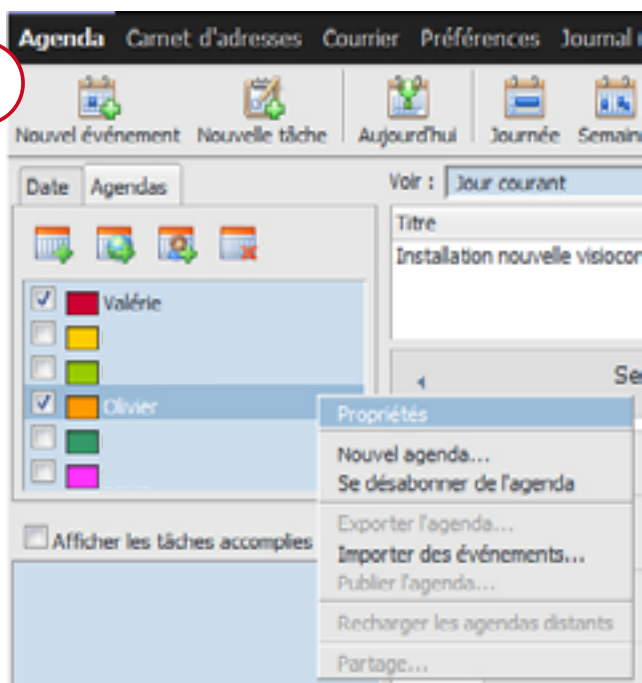 Agenda Carnet d'adresses Courrier Préférences Journal
Nouvel événement Nouvelle tâche Aujourd'hui Journée Semaine
Date Agendas
Voir : Jour courant
Titre
Installation nouvelle visiocon
Valérie
Olivier
Se
Propriétés
Nouvel agenda...
Se désabonner de l'agenda
Exporter l'agenda...
Importer des événements...
Publier l'agenda...
Recharger les agendas distants
Partage...
Afficher les tâches accomplies